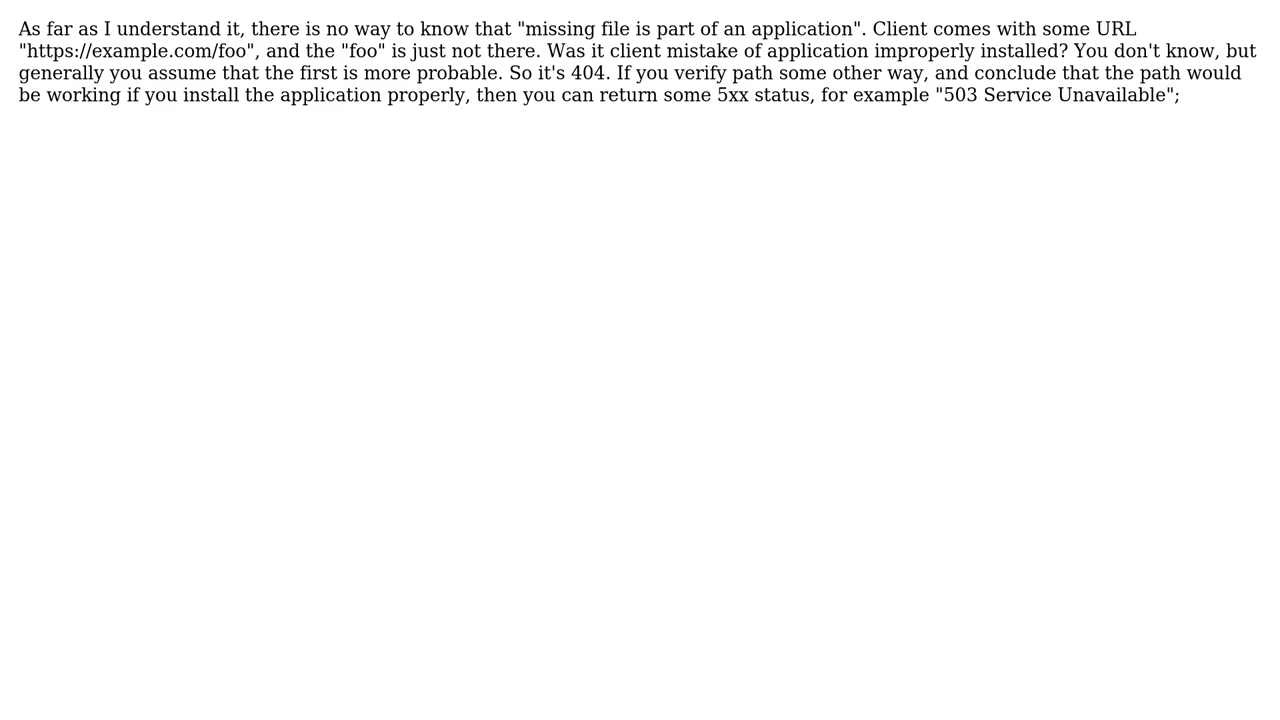 As far as I understand it, there is no way to know that "missing file is part of an application". Client comes with some URL
"https://example.com/foo", and the "foo" is just not there. Was it client mistake of application improperly installed? You don't know, but
generally you assume that the first is more probable. So it's 404. If you verify path some other way, and conclude that the path would
be working if you install the application properly, then you can return some 5xx status, for example "503 Service Unavailable";